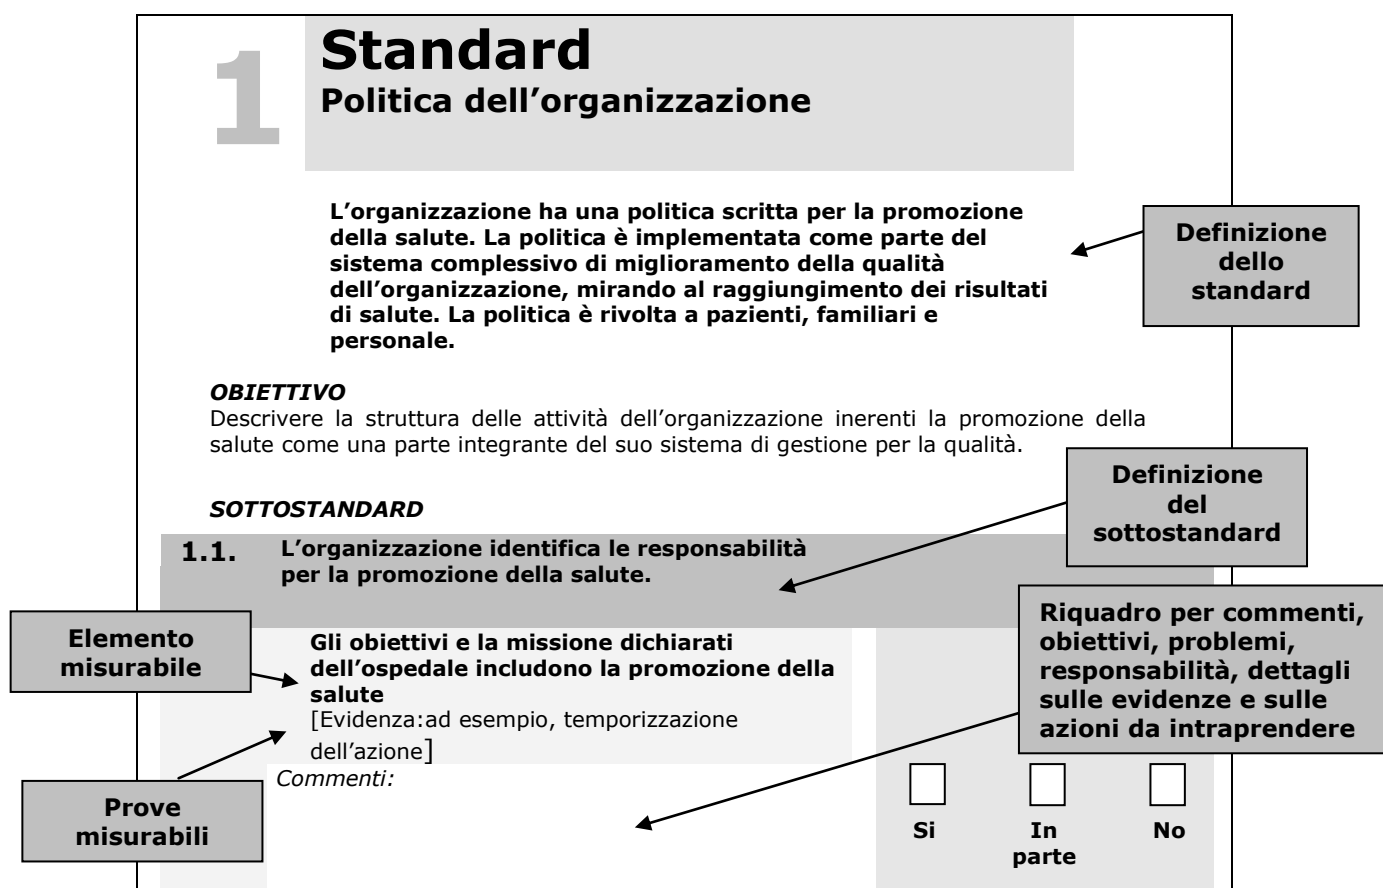 1
Standard
Politica dell’organizzazione
L’organizzazione ha una politica scritta per la promozione
della salute. La politica è implementata come parte del
sistema complessivo di miglioramento della qualità
dell’organizzazione, mirando al raggiungimento dei risultati
di salute. La politica è rivolta a pazienti, familiari e
personale.
Definizione
dello
standard
OBIETTIVO
Descrivere la struttura delle attività dell’organizzazione inerenti la promozione della
salute come una parte integrante del suo sistema di gestione per la qualità.
Definizione
del
sottostandard
SOTTOSTANDARD
1.1. L’organizzazione identifica le responsabilità
per la promozione della salute.
Elemento
misurabile
Gli obiettivi e la missione dichiarati
dell’ospedale includono la promozione della
salute
[Evidenza:ad esempio, temporizzazione
dell’azione]
Riquadro per commenti,
obiettivi, problemi,
responsabilità, dettagli
sulle evidenze e sulle
azioni da intraprendere
Prove
misurabili
Commenti:
Si
In
parte
No